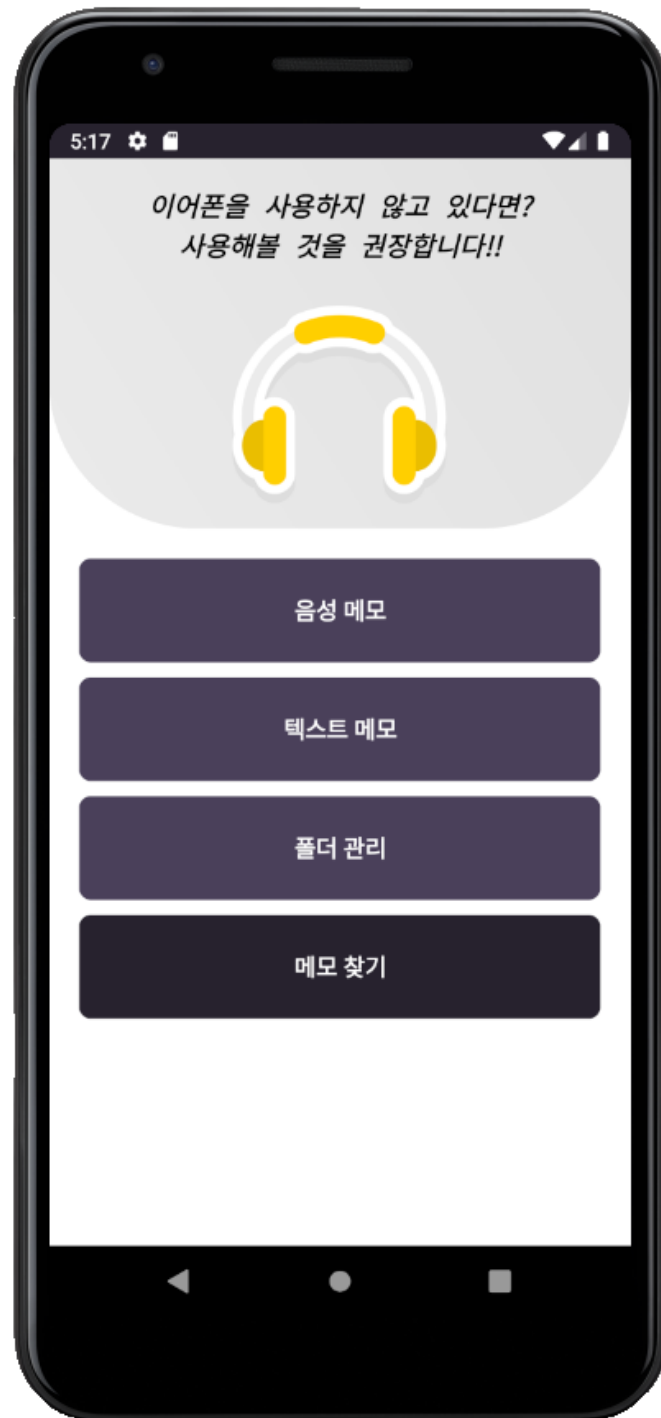 5:17
이어폰을 사용하지 않고 있다면?
사용해볼 것을 권장합니다!!
음성 메모
텍스트 메모
폴더 관리
메모 찾기